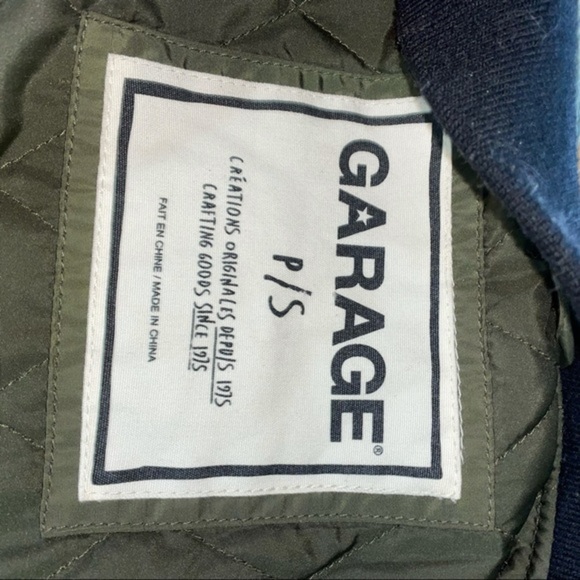 GARAGE®
P/S
CRÉATIONS ORIGINALES DEPUIS 1975
CRAFTING GOODS SINCE 1975
FAIT EN CHINE / MADE IN CHINA